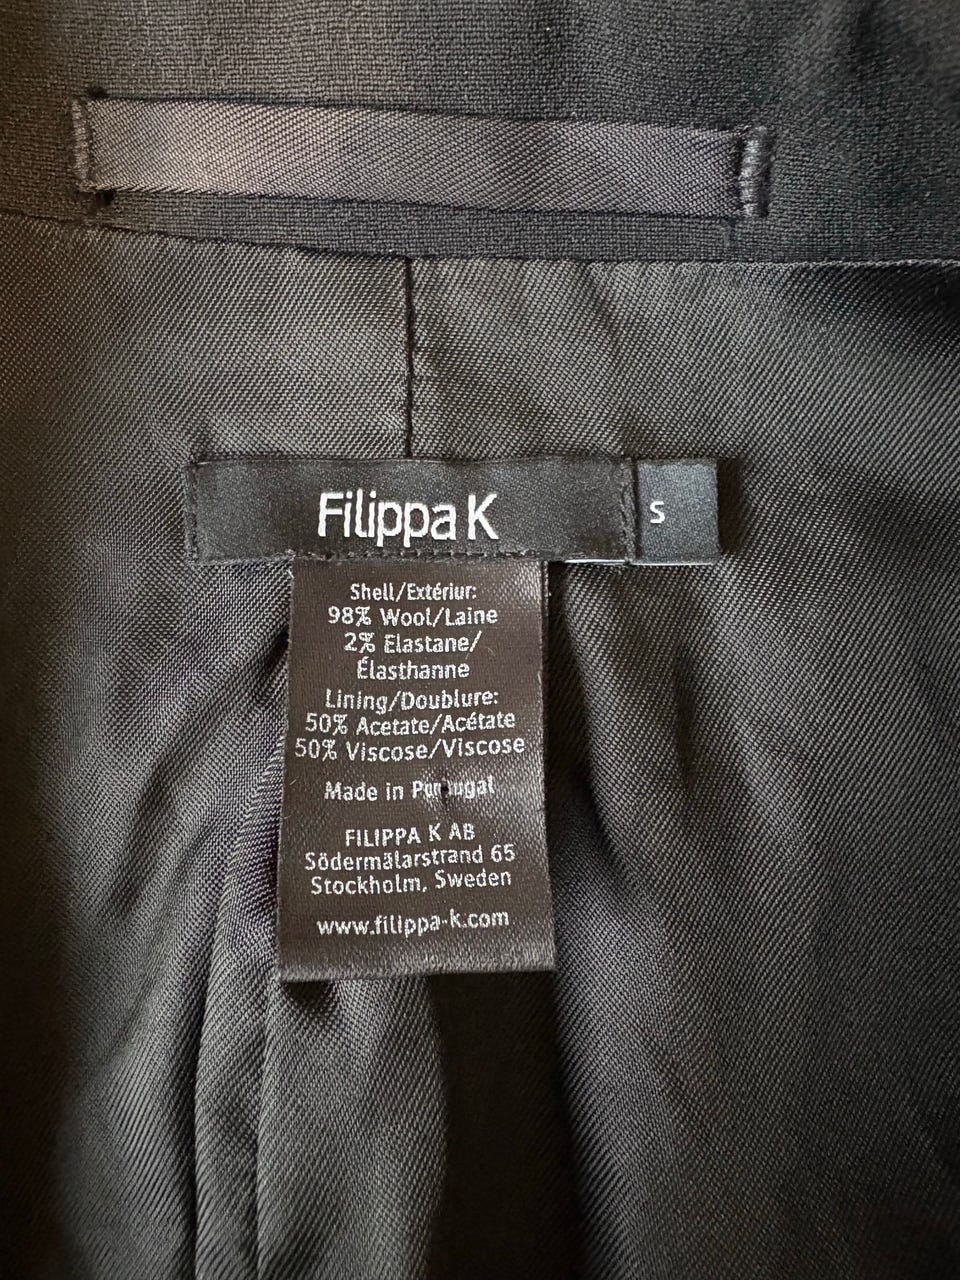 Filippa K
S
Shell/Extériur:
98% Wool/Laine
2% Elastane/
Élasthanne
Lining/Doublure:
50% Acetate/Acétate
50% Viscose/Viscose
Made in Portugal
FILIPPA K AB
Södermälarstrand 65
Stockholm, Sweden
www.filippa-k.com